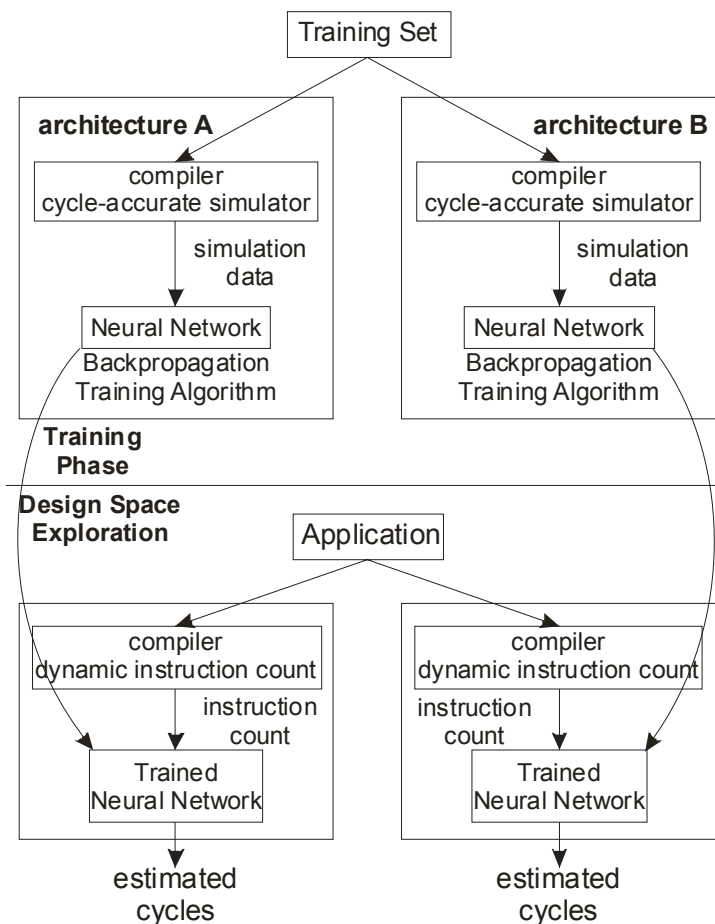 Training Set
architecture A
compiler
cycle-accurate simulator
simulation
data
Neural Network
Backpropagation
Training Algorithm
architecture B
compiler
cycle-accurate simulator
simulation
data
Neural Network
Backpropagation
Training Algorithm
Training
Phase
Design Space
Exploration
Application
compiler
dynamic instruction count
instruction
count
Trained
Neural Network
estimated
cycles
compiler
dynamic instruction count
instruction
count
Trained
Neural Network
estimated
cycles